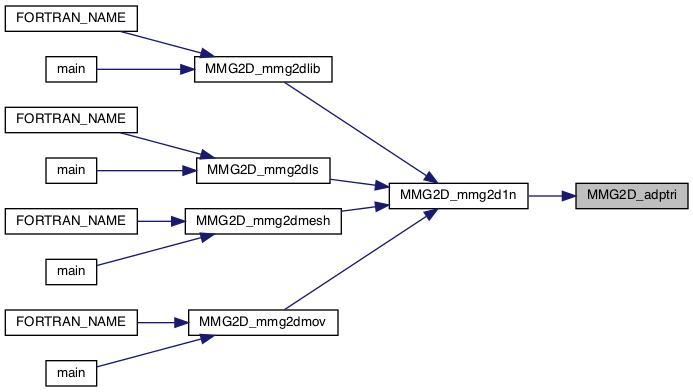 FORTRAN_NAME
main
MMG2D_mmg2dlib
FORTRAN_NAME
main
MMG2D_mmg2dls
MMG2D_mmg2d1n
MMG2D_adptri
FORTRAN_NAME
MMG2D_mmg2dmesh
main
FORTRAN_NAME
MMG2D_mmg2dmov
main